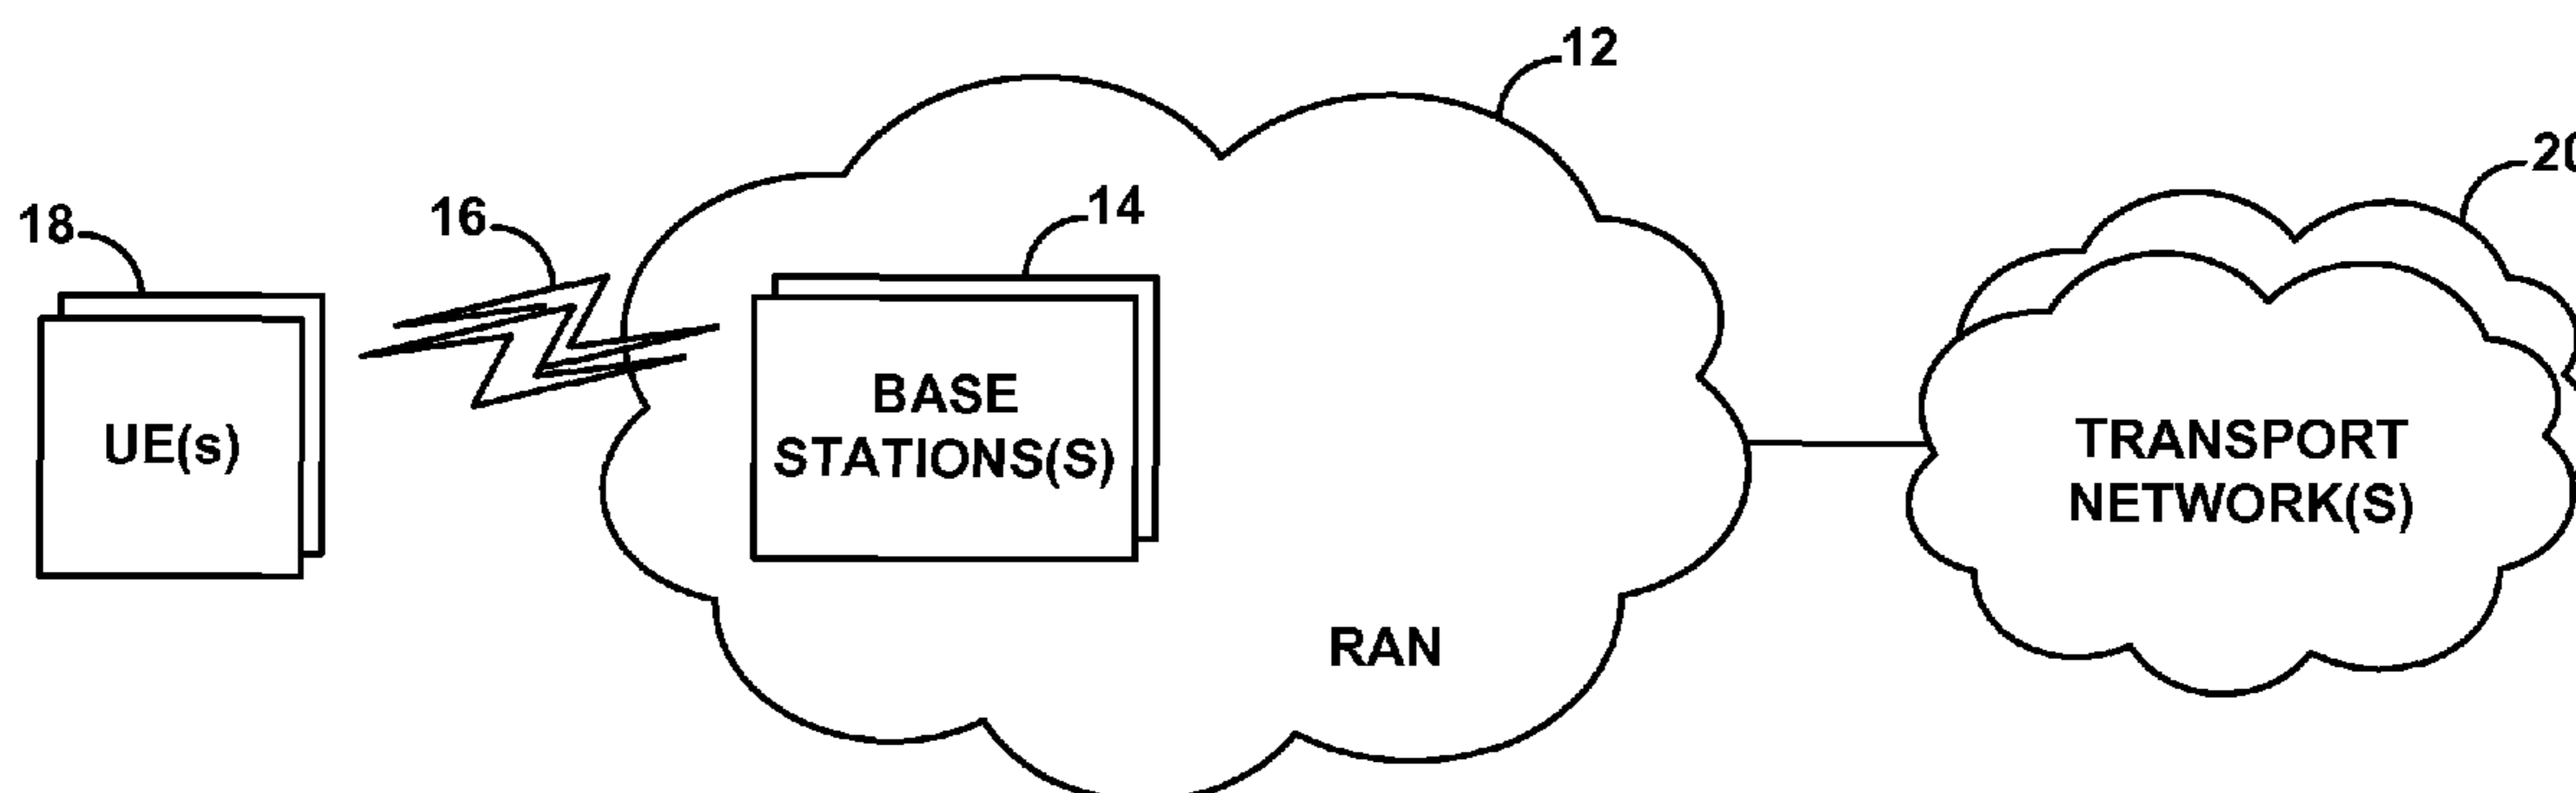 12
20
14
16
18
BASE
STATIONS(S)
UE(s)
TRANSPORT
NETWORK(S)
RAN